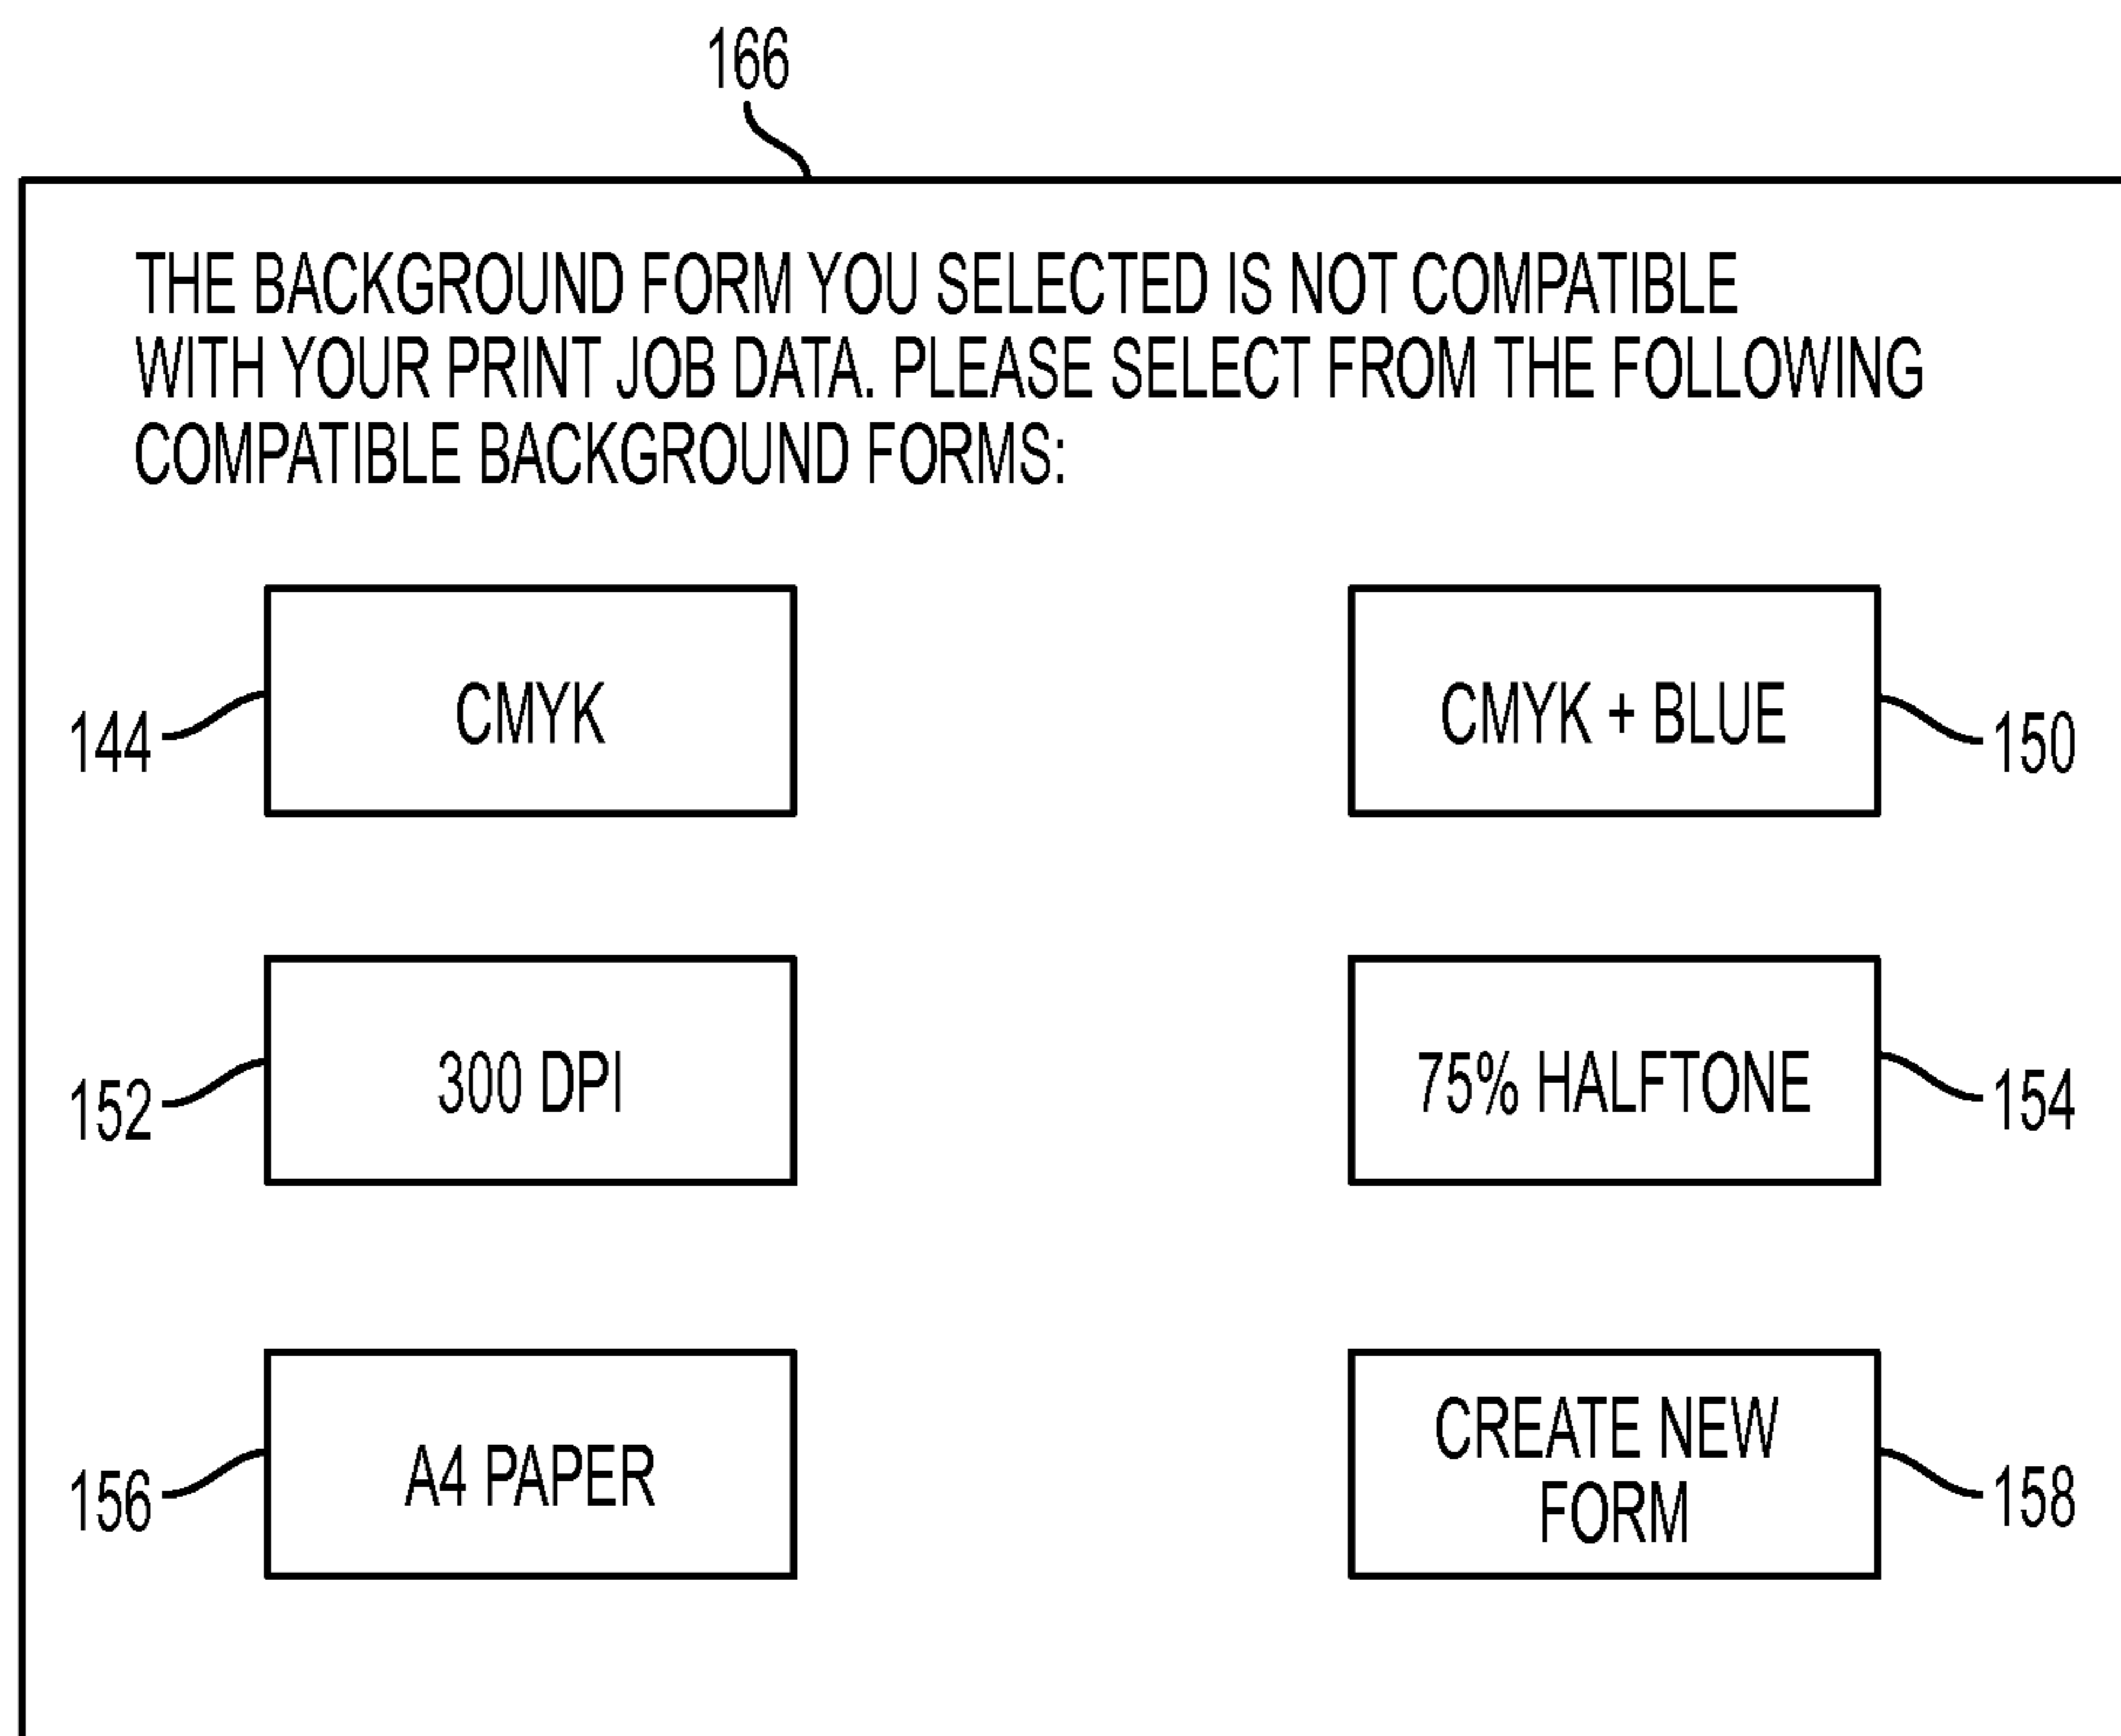 166
THE BACKGROUND FORM YOU SELECTED IS NOT COMPATIBLE
WITH YOUR PRINT JOB DATA. PLEASE SELECT FROM THE FOLLOWING
COMPATIBLE BACKGROUND FORMS:
144
CMYK
CMYK + BLUE
150
152
300 DPI
75% HALFTONE
154
156
A4 PAPER
CREATE NEW
FORM
158